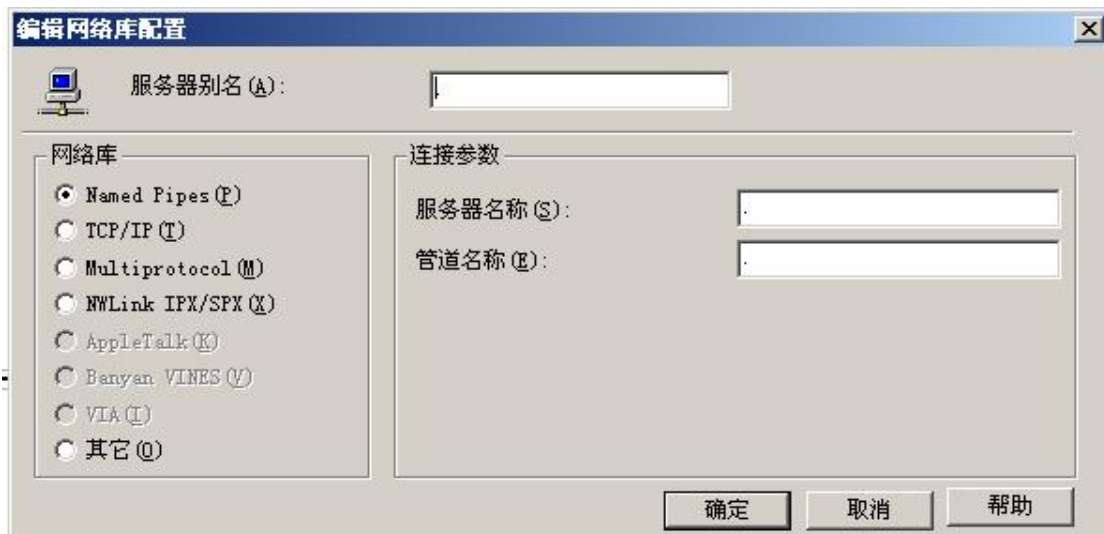 编辑网络库配置
服务器别名(A):
.
网络库
Named Pipes(P)
TCP/IP(T)
Multiprotocol(M)
NWLink IPX/SPX(X)
AppleTalk(K)
Banyan VINES(V)
VIA(I)
其它(O)
连接参数
服务器名称(S):
.
管道名称(E):
.
确定
取消
帮助